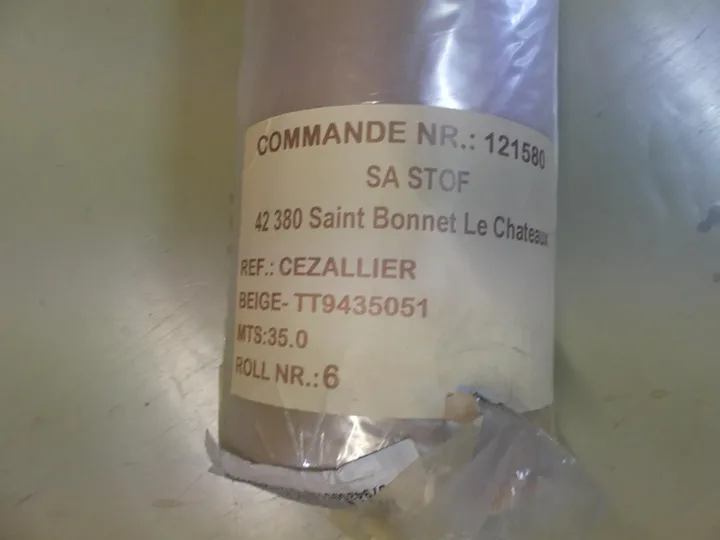 COMMANDE NR.: 121580
SA STOF
42 380 Saint Bonnet Le Chateaux
REF.: CEZALLIER
BEIGE- TT9435051
MTS:35.0
ROLL NR.: 6